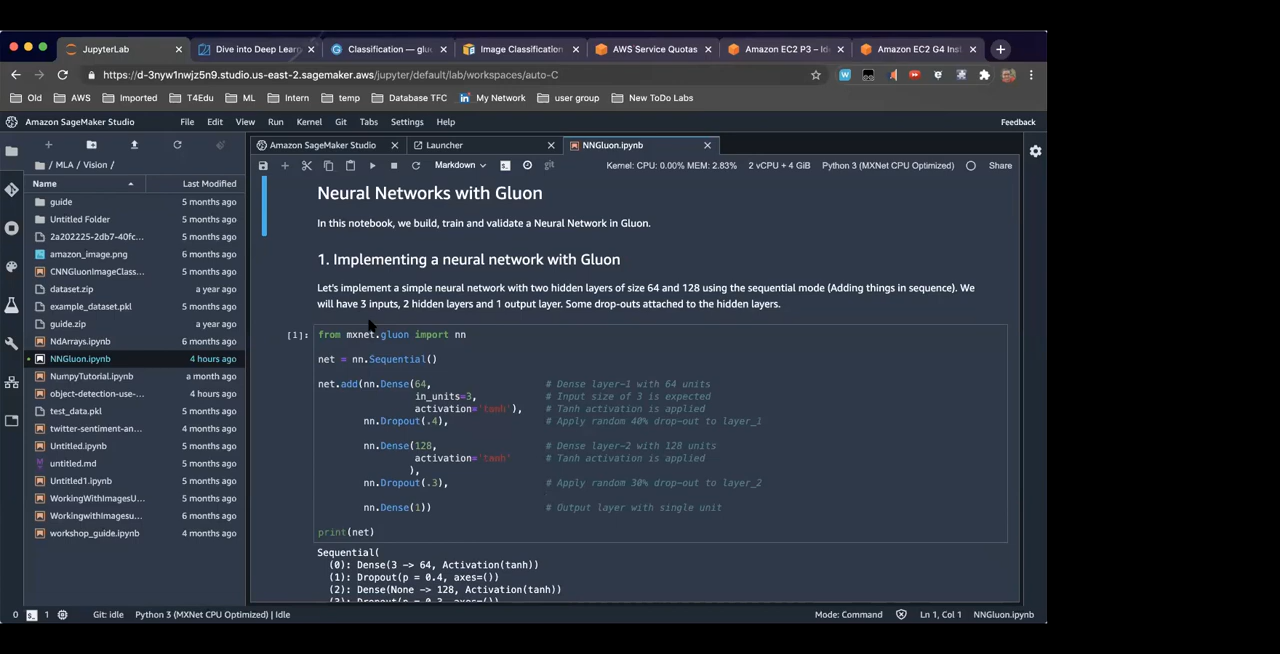 JupyterLab
Dive into Deep Lear
Classification — glu
Image Classification
AWS Service Quotas
Amazon EC2 P3 – Id
Amazon EC2 G4 Inst
https://d-3nyw1nwjz5n9.studio.us-east-2.sagemaker.aws/jupyter/default/lab/workspaces/auto-C
Old AWS Imported T4Edu ML Intern temp Database TFC My Network user group New ToDo Labs
Amazon SageMaker Studio File Edit View Run Kernel Git Tabs Settings Help Feedback
Amazon SageMaker Studio Launcher NNGluon.ipynb
/ MLA / Vision /
Markdown git Kernel: CPU: 0.00% MEM: 2.83% 2 vCPU + 4 GiB Python 3 (MXNet CPU Optimized) Share
Name Last Modified
guide 5 months ago
Untitled Folder 5 months ago
2a202225-2db7-40fc... 5 months ago
amazon_image.png 6 months ago
CNNGluonImageClass... 5 months ago
dataset.zip a year ago
example_dataset.pkl 5 months ago
guide.zip a year ago
NdArrays.ipynb 6 months ago
NNGluon.ipynb 4 hours ago
NumpyTutorial.ipynb a month ago
object-detection-use-... 4 hours ago
test_data.pkl 5 months ago
twitter-sentiment-an... 5 months ago
Untitled.ipynb 5 months ago
untitled.md 5 months ago
Untitled1.ipynb 5 months ago
WorkingWithImagesU... 5 months ago
WorkingwithImagesu... 6 months ago
workshop_guide.ipynb 5 months ago
Neural Networks with Gluon
In this notebook, we build, train and validate a Neural Network in Gluon.
1. Implementing a neural network with Gluon
Let's implement a simple neural network with two hidden layers of size 64 and 128 using the sequential mode (Adding things in sequence). We
will have 3 inputs, 2 hidden layers and 1 output layer. Some drop-outs attached to the hidden layers.
[1]: from mxnet.gluon import nn
net = nn.Sequential()
net.add(nn.Dense(64, # Dense layer-1 with 64 units
in_units=3, # Input size of 3 is expected
activation='tanh'), # Tanh activation is applied
nn.Dropout(.4), # Apply random 40% drop-out to layer_1
nn.Dense(128, # Dense layer-2 with 128 units
activation='tanh' # Tanh activation is applied
),
nn.Dropout(.3), # Apply random 30% drop-out to layer_2
nn.Dense(1)) # Output layer with single unit
print(net)
Sequential(
(0): Dense(3 -> 64, Activation(tanh))
(1): Dropout(p = 0.4, axes=())
(2): Dense(None -> 128, Activation(tanh))
(3): Dropout(p = 0.3, axes=())
0 1 Git: idle Python 3 (MXNet CPU Optimized) | Idle Mode: Command Ln 1, Col 1 NNGluon.ipynb